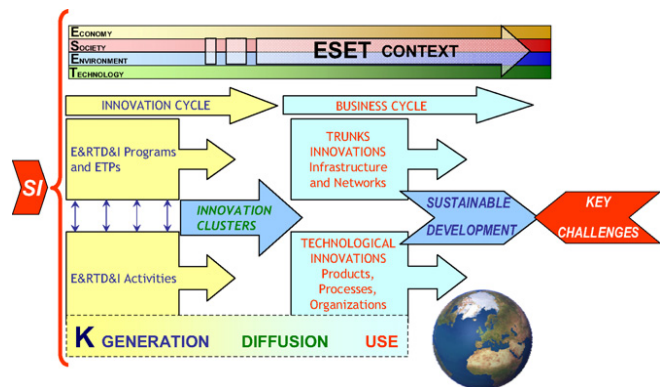 ECONOMY
SOCIETY
ENVIRONMENT
TECHNOLOGY
ESET CONTEXT
INNOVATION CYCLE
BUSINESS CYCLE
SI
E&RTD&I Programs
and ETPs
TRUNKS
INNOVATIONS
Infrastructure
and Networks
INNOVATION
CLUSTERS
SUSTAINABLE
DEVELOPMENT
KEY
CHALLENGES
E&RTD&I Activities
TECHNOLOGICAL
INNOVATIONS
Products,
Processes,
Organizations
K GENERATION DIFFUSION USE